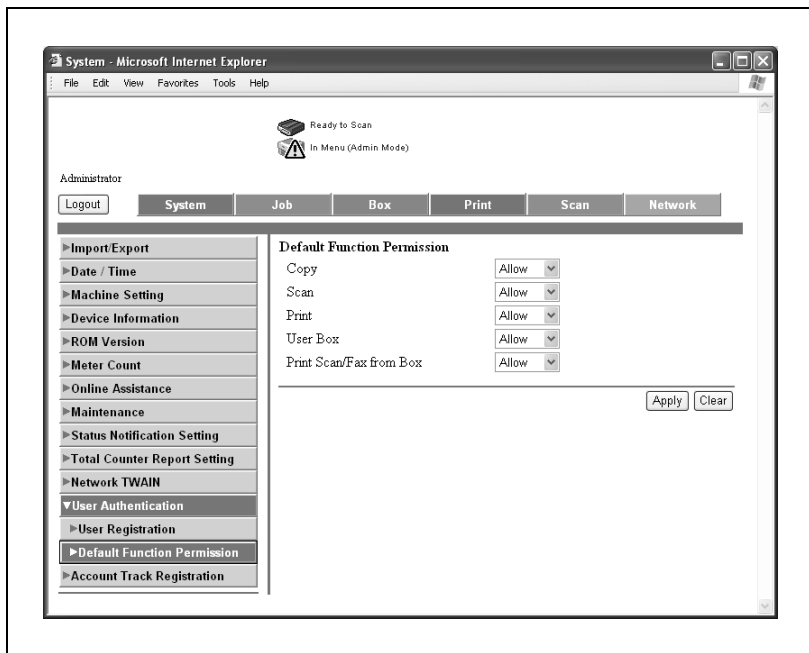 System - Microsoft Internet Explorer
File Edit View Favorites Tools Help
Ready to Scan
In Menu (Admin Mode)
Administrator
Logout System Job Box Print Scan Network
Import/Export
Date / Time
Machine Setting
Device Information
ROM Version
Meter Count
Online Assistance
Maintenance
Status Notification Setting
Total Counter Report Setting
Network TWAIN
User Authentication
User Registration
Default Function Permission
Account Track Registration
Default Function Permission
Copy Allow
Scan Allow
Print Allow
User Box Allow
Print Scan/Fax from Box Allow
Apply Clear